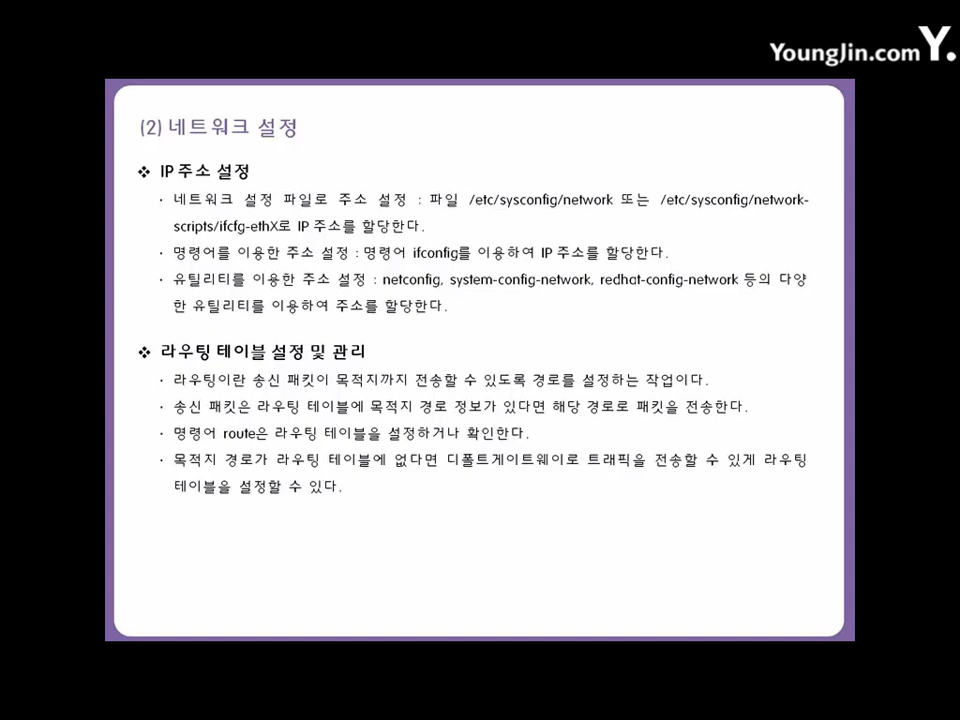 YoungJin.com Y.
(2) 네트워크 설정
❖ IP 주소 설정
· 네트워크 설정 파일로 주소 설정 : 파일 /etc/sysconfig/network 또는 /etc/sysconfig/network-
scripts/ifcfg-ethX로 IP 주소를 할당한다.
· 명령어를 이용한 주소 설정 : 명령어 ifconfig를 이용하여 IP 주소를 할당한다.
· 유틸리티를 이용한 주소 설정 : netconfig, system-config-network, redhat-config-network 등의 다양
한 유틸리티를 이용하여 주소를 할당한다.
❖ 라우팅 테이블 설정 및 관리
· 라우팅이란 송신 패킷이 목적지까지 전송할 수 있도록 경로를 설정하는 작업이다.
· 송신 패킷은 라우팅 테이블에 목적지 경로 정보가 있다면 해당 경로로 패킷을 전송한다.
· 명령어 route은 라우팅 테이블을 설정하거나 확인한다.
· 목적지 경로가 라우팅 테이블에 없다면 디폴트게이트웨이로 트래픽을 전송할 수 있게 라우팅
테이블을 설정할 수 있다.